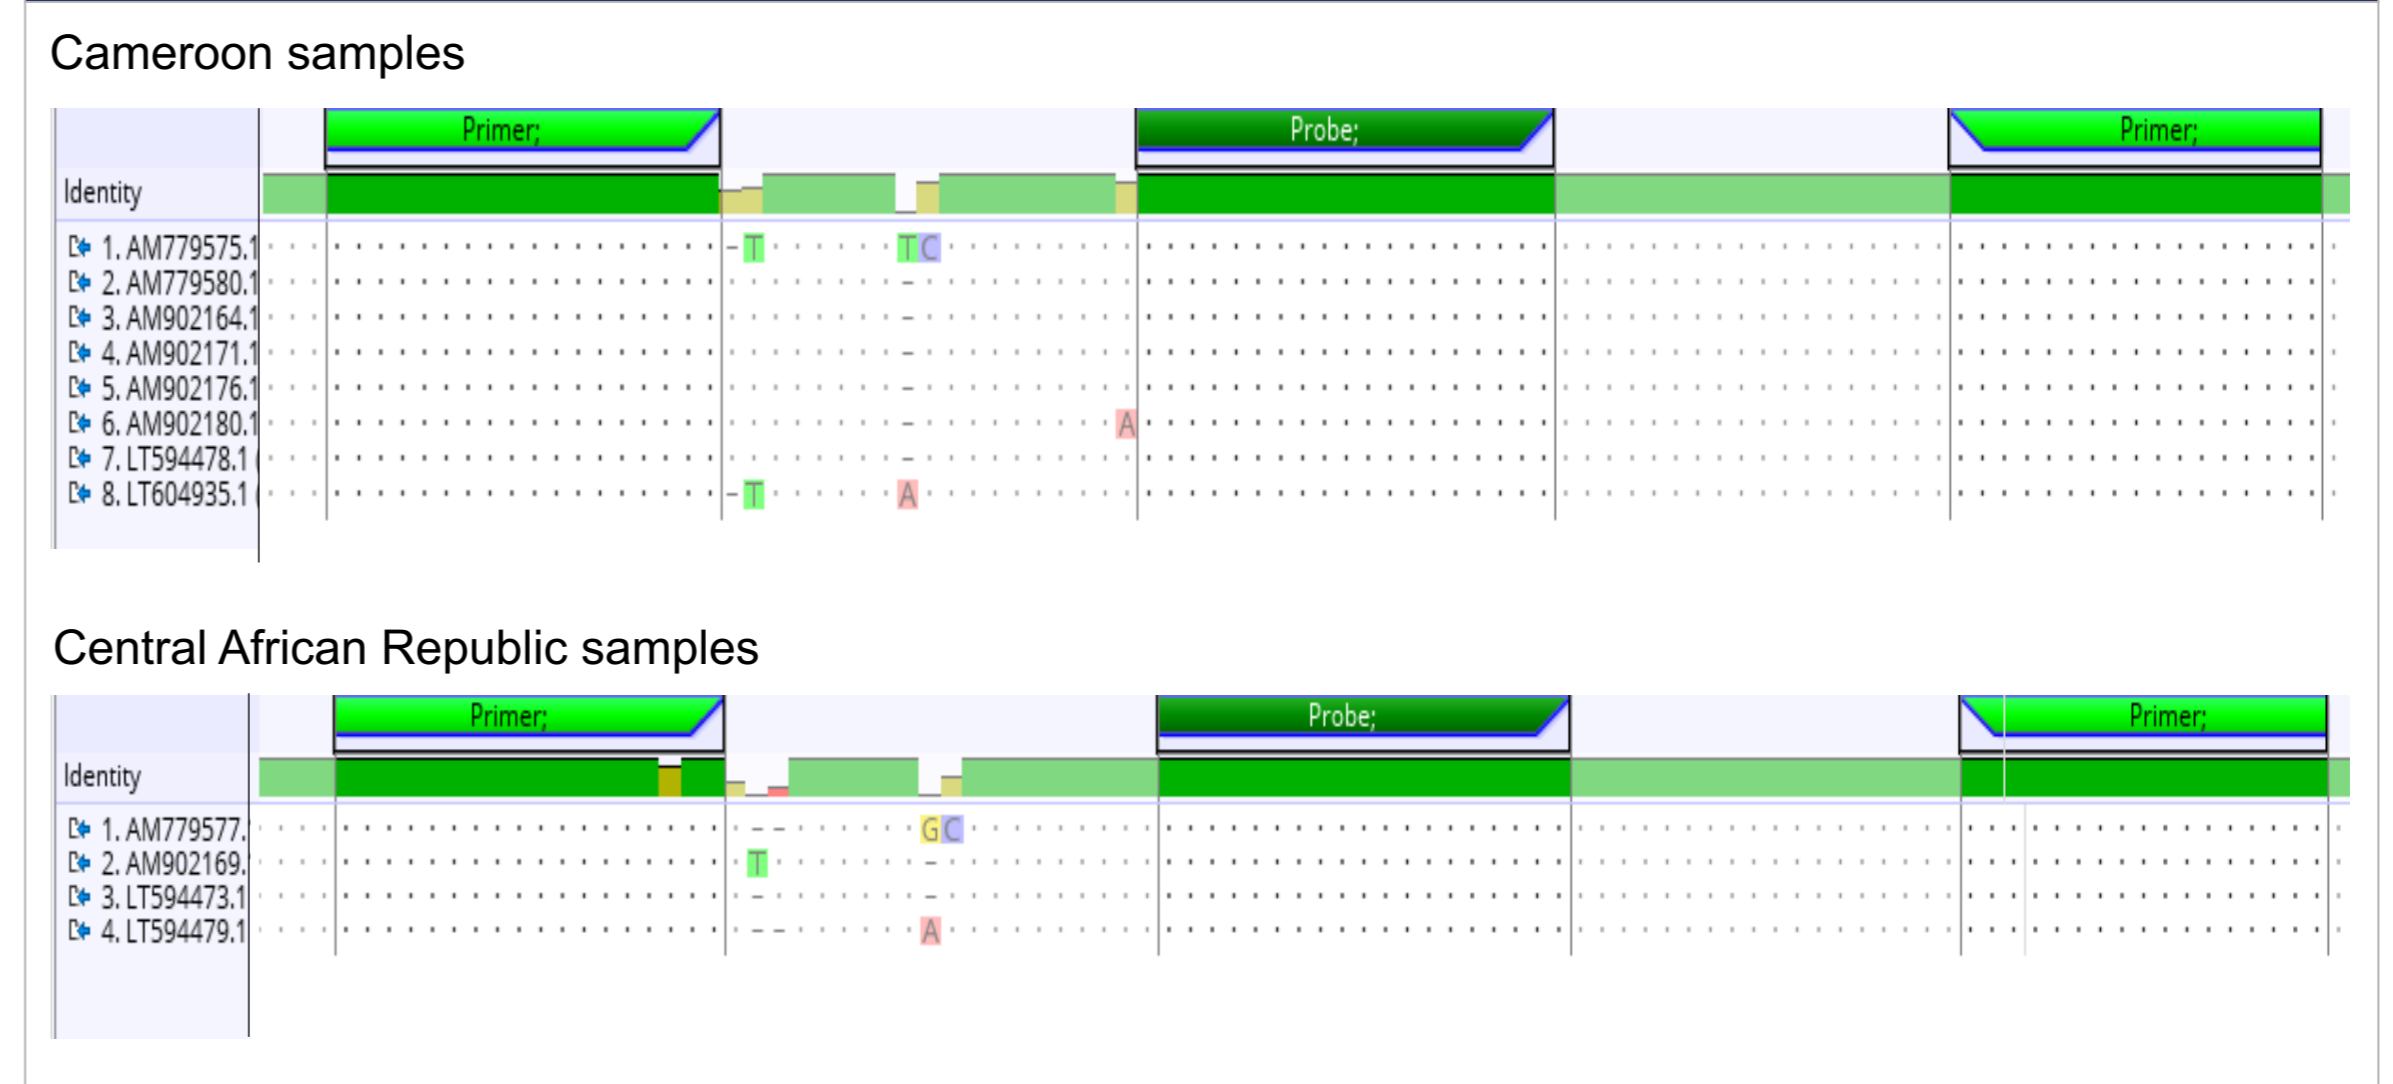 Cameroon samples
Primer; Probe; Primer;
Identity
1. AM779575.1 - T T C
2. AM779580.1 -
3. AM902164.1 -
4. AM902171.1 -
5. AM902176.1 -
6. AM902180.1 - A
7. LT594478.1 ( -
8. LT604935.1 ( - T A
Central African Republic samples
Primer; Probe; Primer;
Identity
1. AM779577. - - G C
2. AM902169. T -
3. LT594473.1 - -
4. LT594479.1 - - A